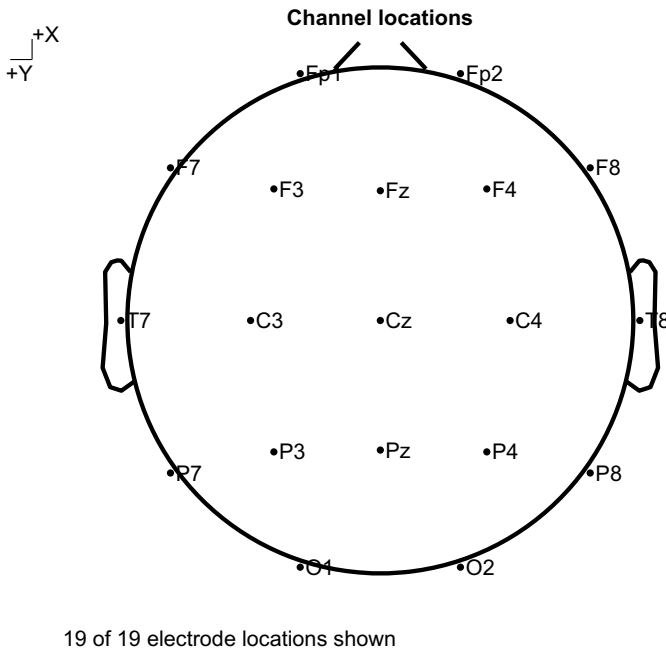 Channel locations
+X
+Y
Fp1 Fp2
F7 F8
F3 Fz F4
T7 C3 Cz C4 T8
P3 Pz P4
P7 P8
O1 O2
19 of 19 electrode locations shown